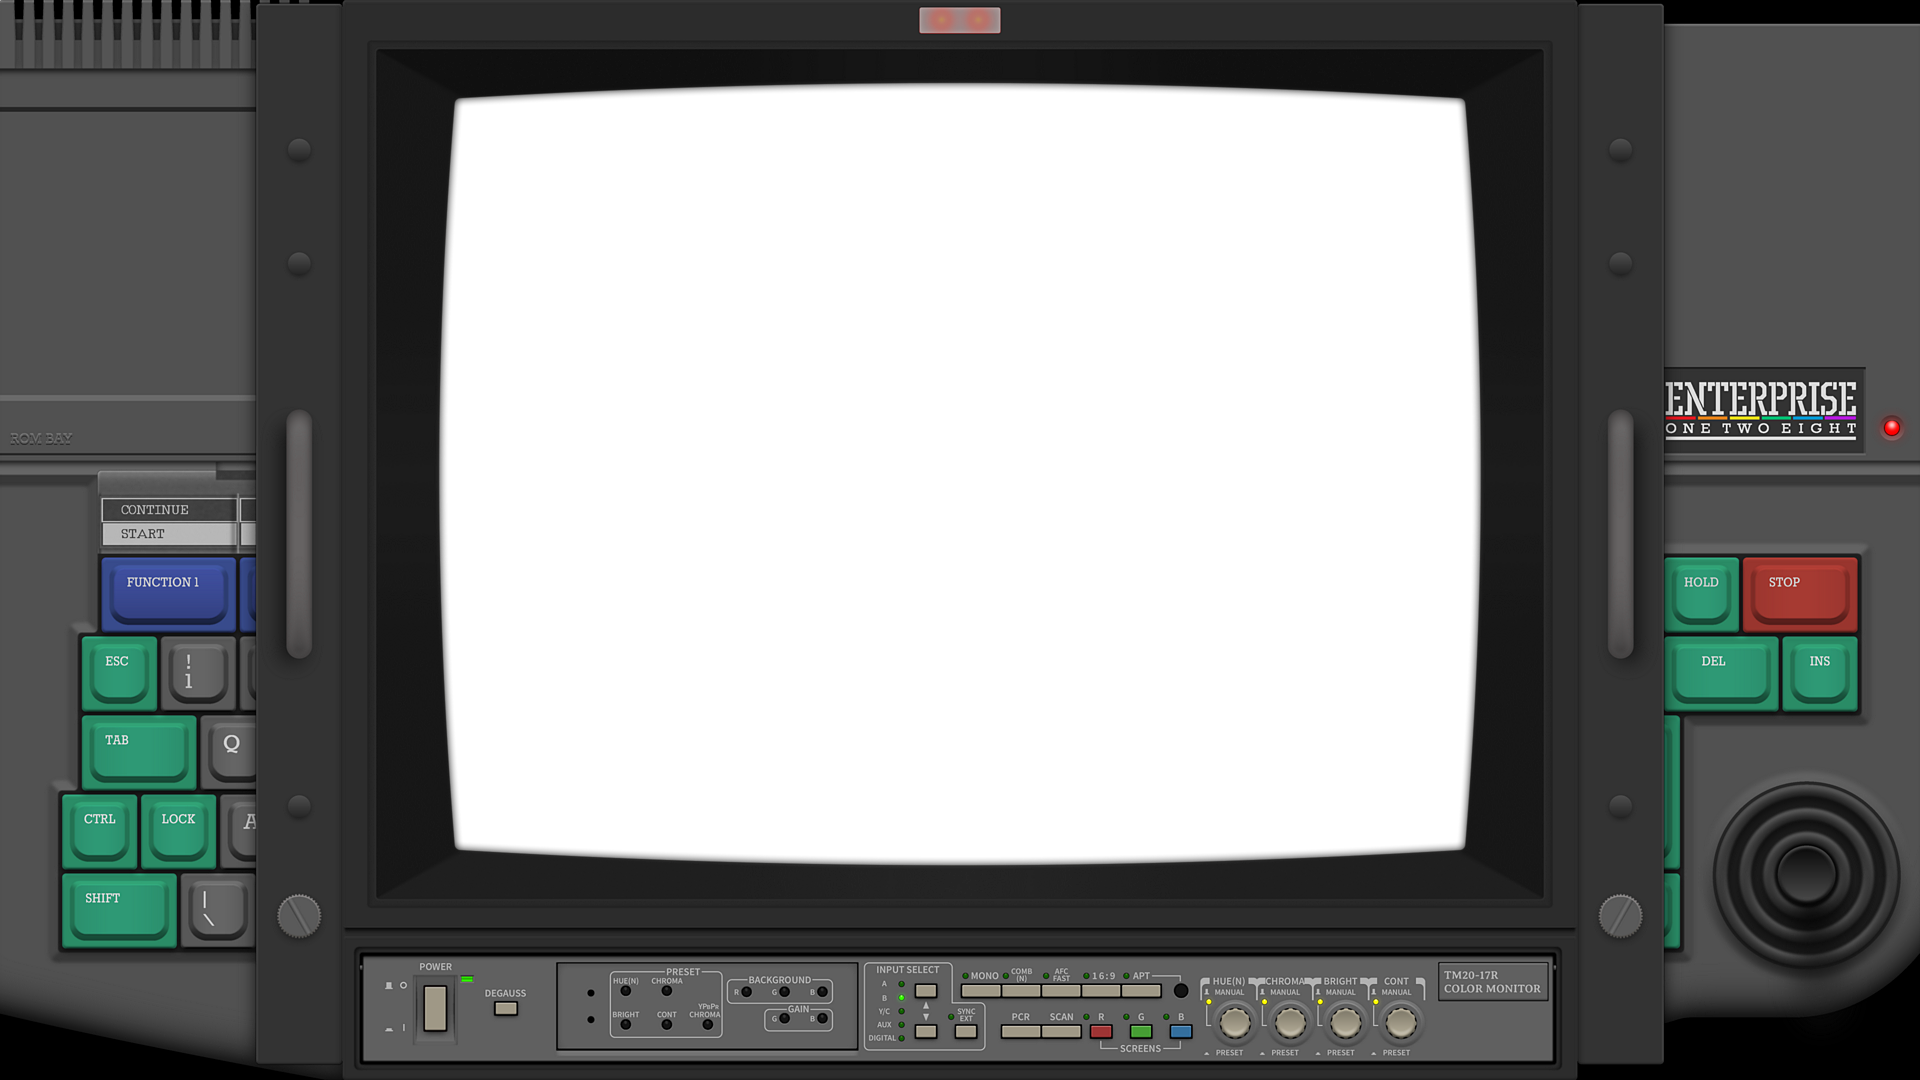 ROM BAY
CONTINUE
START
FUNCTION 1
ESC
!
1
TAB
Q
CTRL
LOCK
A
SHIFT
|
\
ENTERPRISE
ONE TWO EIGHT
HOLD
STOP
DEL
INS
POWER
DEGAUSS
PRESET
HUE(N)
CHROMA
BRIGHT
CONT
YPBPR
CHROMA
BACKGROUND
R
G
B
GAIN
G
B
INPUT SELECT
A
B
Y/C
AUX
DIGITAL
SYNC
EXT
MONO
COMB
(N)
AFC
FAST
16:9
APT
PCR
SCAN
R
G
B
SCREENS
HUE(N)
CHROMA
BRIGHT
CONT
MANUAL
MANUAL
MANUAL
MANUAL
PRESET
PRESET
PRESET
PRESET
TM20-17R
COLOR MONITOR